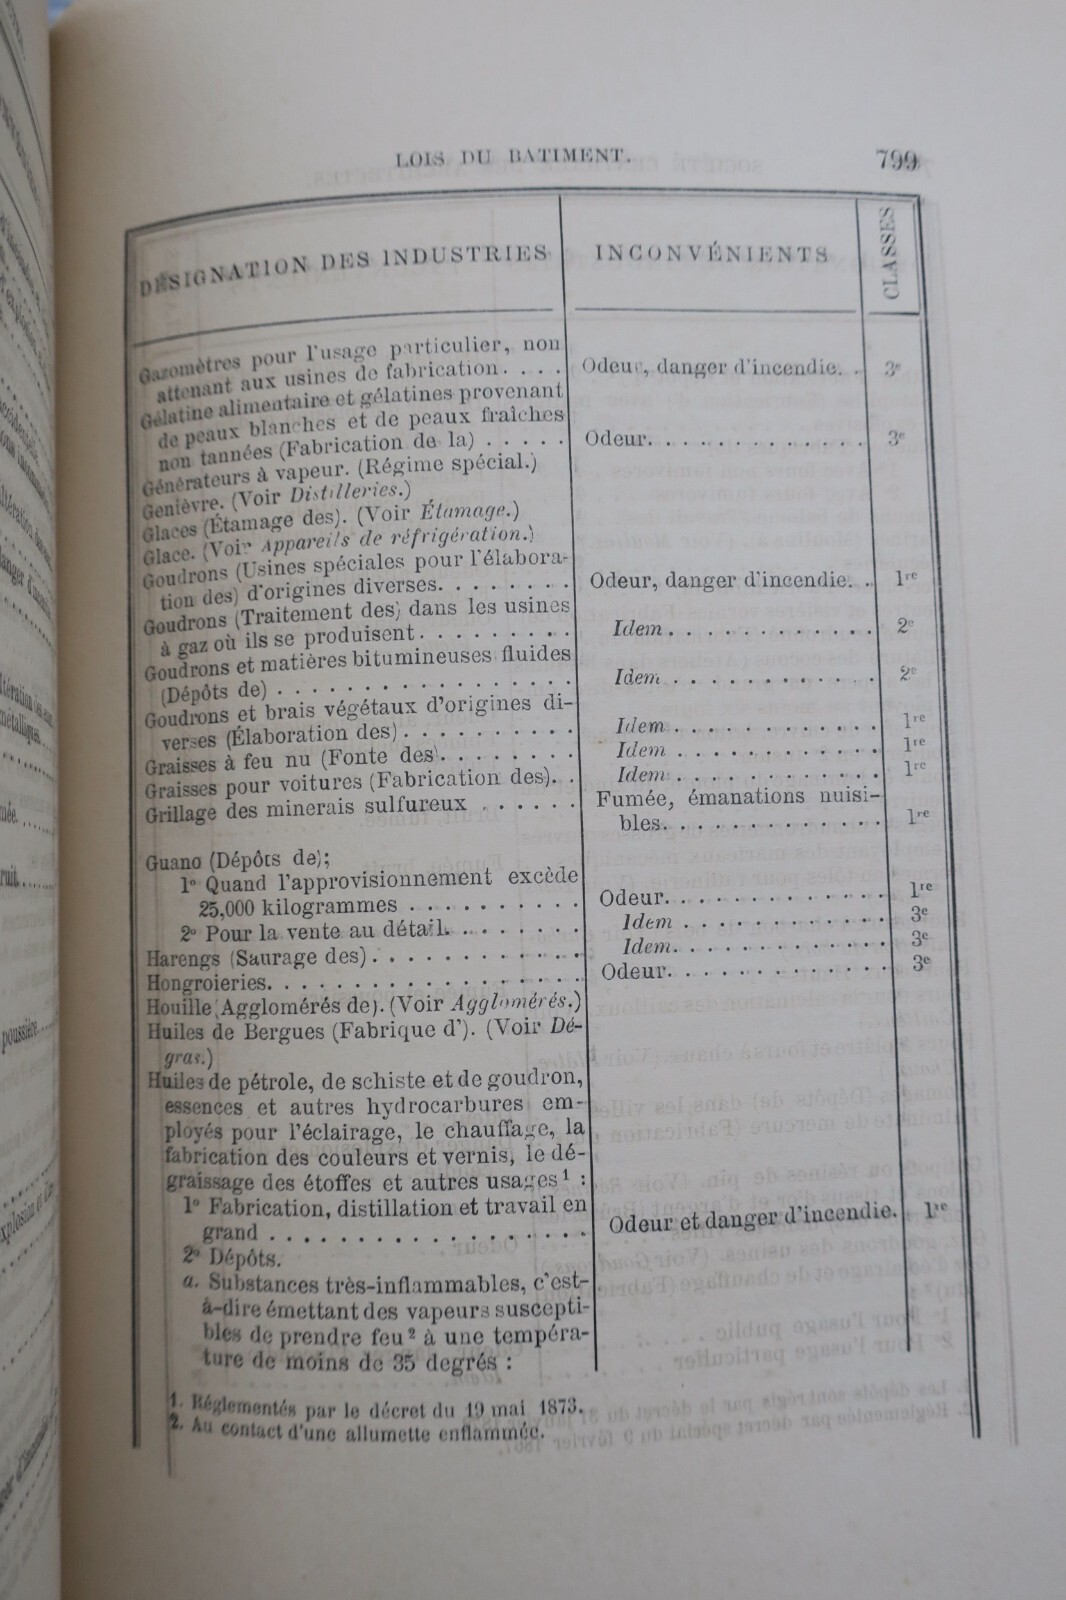 LOIS DU BATIMENT. 799
DÉSIGNATION DES INDUSTRIES INCONVÉNIENTS CLASSES
Gazomètres pour l'usage particulier, non
attenant aux usines de fabrication. . . . Odeur, danger d'incendie. . 3e
Gélatine alimentaire et gélatines provenant
de peaux blanches et de peaux fraîches
non tannées (Fabrication de la) . . . . . Odeur. . . . . . . . . . . . . 3e
Générateurs à vapeur. (Régime spécial.)
Genièvre. (Voir Distilleries.)
Glaces (Étamage des). (Voir Étamage.)
Glace. (Voir Appareils de réfrigération.)
Goudrons (Usines spéciales pour l'élabora-
tion des) d'origines diverses. . . . . . . . Odeur, danger d'incendie. . . 1re
Goudrons (Traitement des) dans les usines
à gaz où ils se produisent. . . . . . . . . Idem . . . . . . . . . . . . 2e
Goudrons et matières bitumineuses fluides
(Dépôts de) . . . . . . . . . . . . . . . . Idem . . . . . . . . . . . . 2e
Goudrons et brais végétaux d'origines di-
verses (Élaboration des) . . . . . . . . . . Idem . . . . . . . . . . . . 1re
Graisses à feu nu (Fonte des). . . . . . . . Idem . . . . . . . . . . . . 1re
Graisses pour voitures (Fabrication des). . Idem . . . . . . . . . . . . 1re
Grillage des minerais sulfureux . . . . . . Fumée, émanations nuisi-
bles. . . . . . . . . . . . . 1re
Guano (Dépôts de);
1° Quand l'approvisionnement excède
25,000 kilogrammes . . . . . . . . . . Odeur. . . . . . . . . . . . . 1re
2° Pour la vente au détail. . . . . . . . Idem . . . . . . . . . . . . 3e
Harengs (Saurage des) . . . . . . . . . . . Idem. . . . . . . . . . . . . 3e
Hongroieries. . . . . . . . . . . . . . . . . Odeur. . . . . . . . . . . . . 3e
Houille (Agglomérés de). (Voir Agglomérés.)
Huiles de Bergues (Fabrique d'). (Voir Dé-
gras.)
Huiles de pétrole, de schiste et de goudron,
essences et autres hydrocarbures em-
ployés pour l'éclairage, le chauffage, la
fabrication des couleurs et vernis, le dé-
graissage des étoffes et autres usages1 :
1° Fabrication, distillation et travail en
grand . . . . . . . . . . . . . . . . . . Odeur et danger d'incendie. 1re
2° Dépôts.
a. Substances très-inflammables, c'est-
à-dire émettant des vapeurs suscepti-
bles de prendre feu2 à une tempéra-
ture de moins de 35 degrés :
1. Réglementés par le décret du 19 mai 1873.
2. Au contact d'une allumette enflammée.